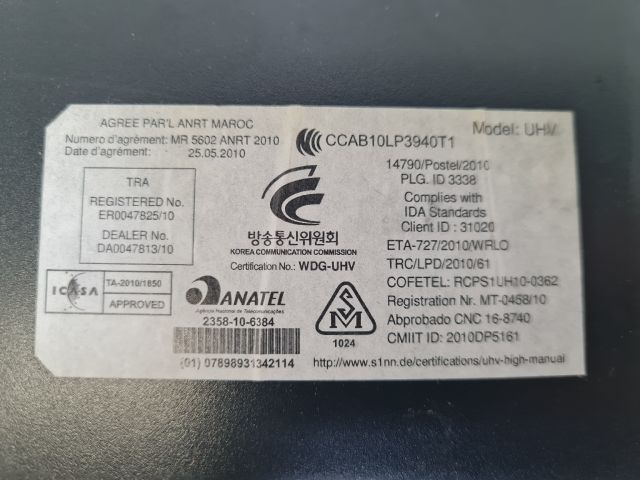 AGREE PAR'L ANRT MAROC
Numero d'agrément: MR 5602 ANRT 2010
Date d'agrément: 25.05.2010
TRA
REGISTERED No.
ER0047825/10
DEALER No.
DA0047813/10
ICASA
TA-2010/1850
APPROVED
CCAB10LP3940T1
방송통신위원회
KOREA COMMUNICATION COMMISSION
Certification No.: WDG-UHV
ANATEL
Agência Nacional de Telecomunicações
2358-10-6384
(01) 07898931342114
1024
Model: UHV
14790/Postel/2010
PLG. ID 3338
Complies with
IDA Standards
Client ID : 31020
ETA-727/2010/WRLO
TRC/LPD/2010/61
COFETEL: RCPS1UH10-0362
Registration Nr. MT-0458/10
Abprobado CNC 16-8740
CMIIT ID: 2010DP5161
http://www.s1nn.de/certifications/uhv-high-manual